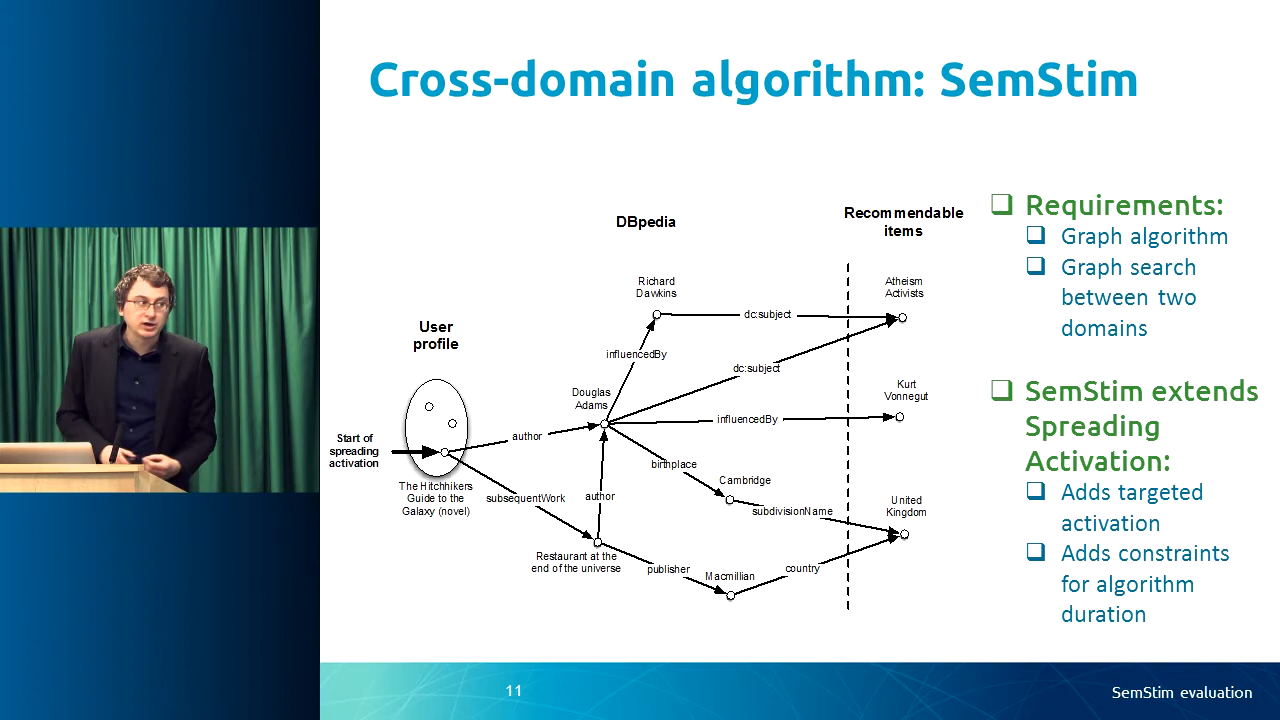 Cross-domain algorithm: SemStim
DBpedia
Recommendable
items
Richard
Dawkins
Atheism
Activists
dc:subject
User
profile
influencedBy
dc:subject
Douglas
Adams
Kurt
Vonnegut
influencedBy
author
Start of
spreading
activation
birthplace
Cambridge
The Hitchhikers
Guide to the
Galaxy (novel)
subsequentWork
author
subdivisionName
United
Kingdom
Restaurant at the
end of the universe
publisher
Macmillian
country
Requirements:
Graph algorithm
Graph search
between two
domains
SemStim extends
Spreading
Activation:
Adds targeted
activation
Adds constraints
for algorithm
duration
11
SemStim evaluation